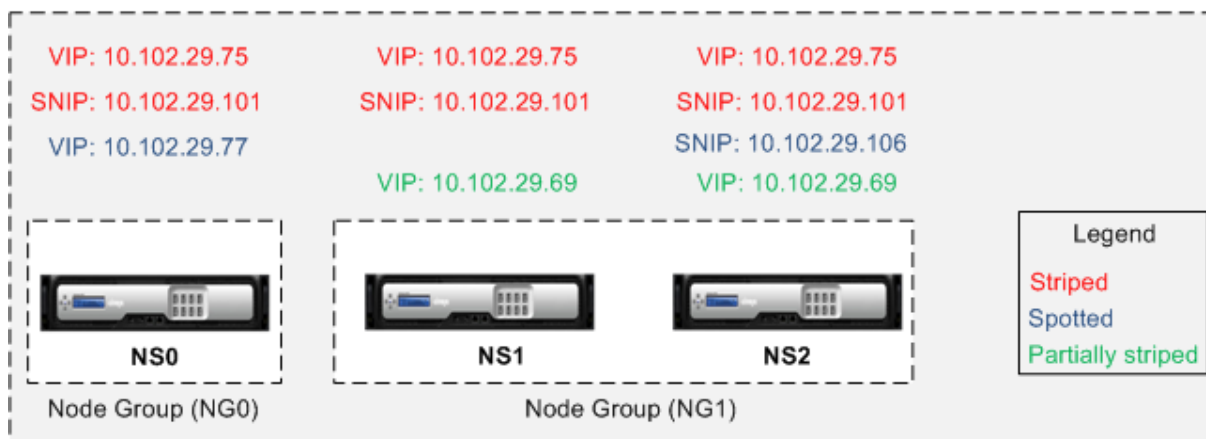 VIP: 10.102.29.75
VIP: 10.102.29.75
VIP: 10.102.29.75
SNIP: 10.102.29.101
SNIP: 10.102.29.101
SNIP: 10.102.29.101
VIP: 10.102.29.77
SNIP: 10.102.29.106
VIP: 10.102.29.69
VIP: 10.102.29.69
NS0
NS1
NS2
Node Group (NG0)
Node Group (NG1)
Legend
Striped
Spotted
Partially striped